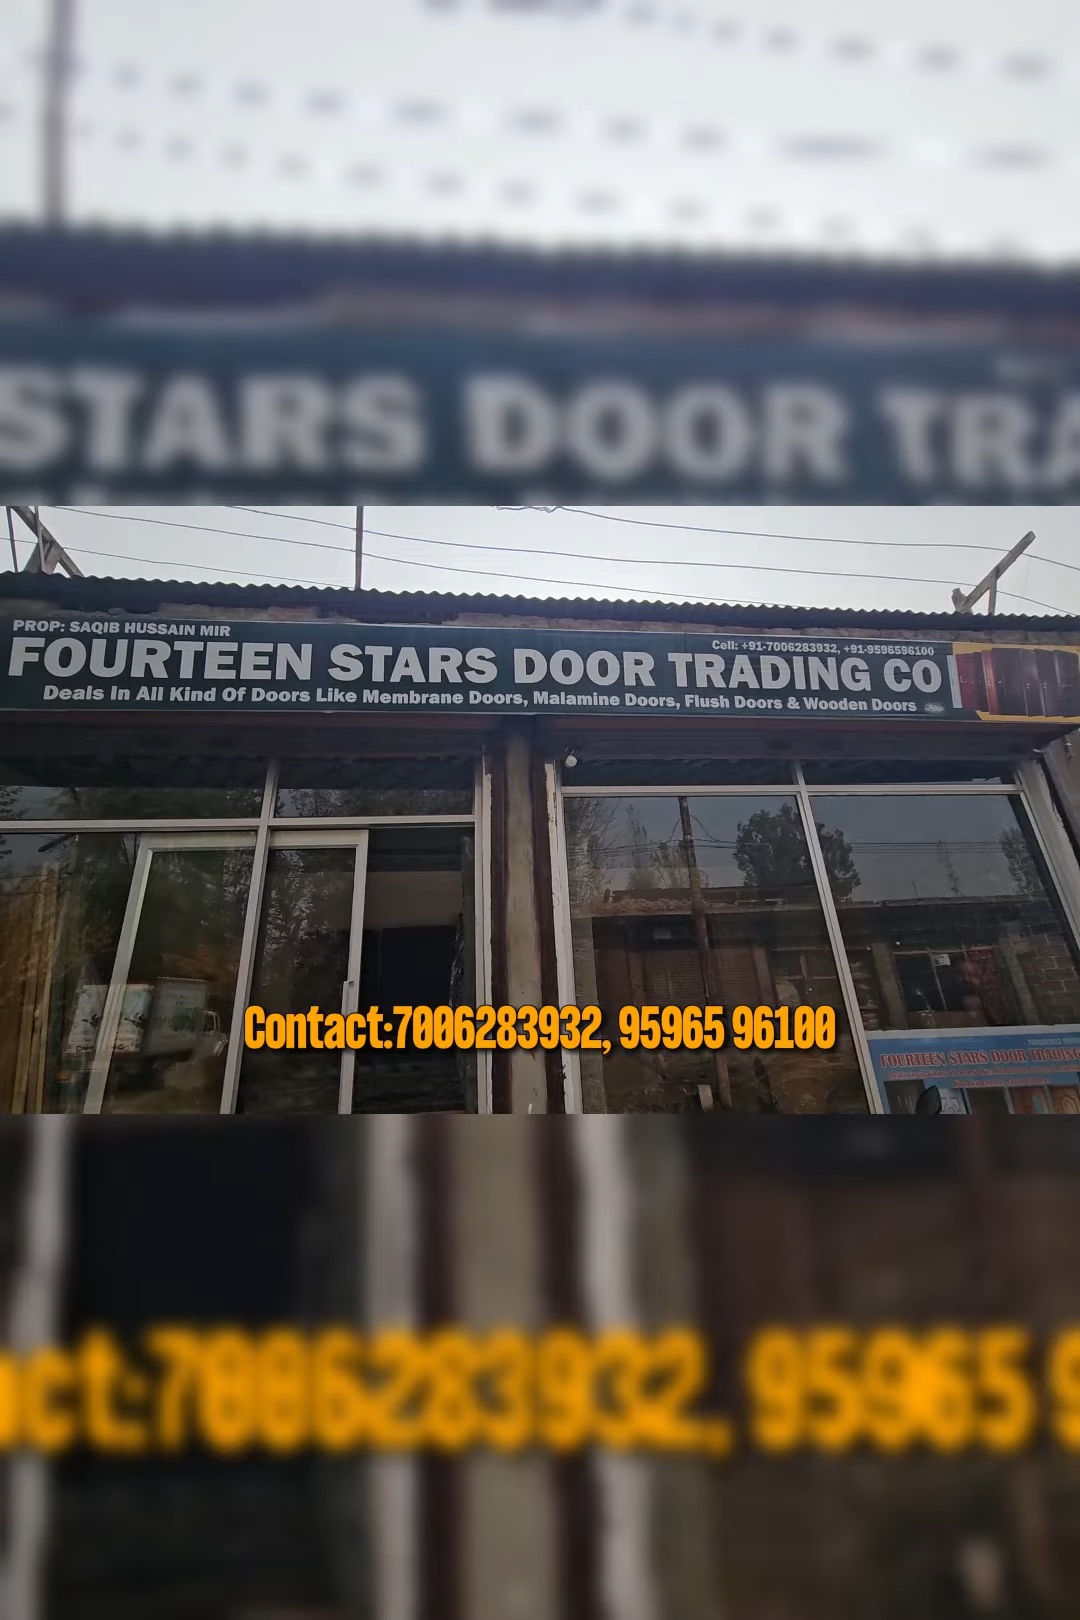 STARS DOOR TRA
PROP: SAQIB HUSSAIN MIR
Cell: +91-7006283932, +91-9596596100
FOURTEEN STARS DOOR TRADING CO
Deals In All Kind Of Doors Like Membrane Doors, Malamine Doors, Flush Doors & Wooden Doors
Contact:7006283932, 95965 96100
FOURTEEN STARS DOOR TRADING
act:7006283932, 95965 9